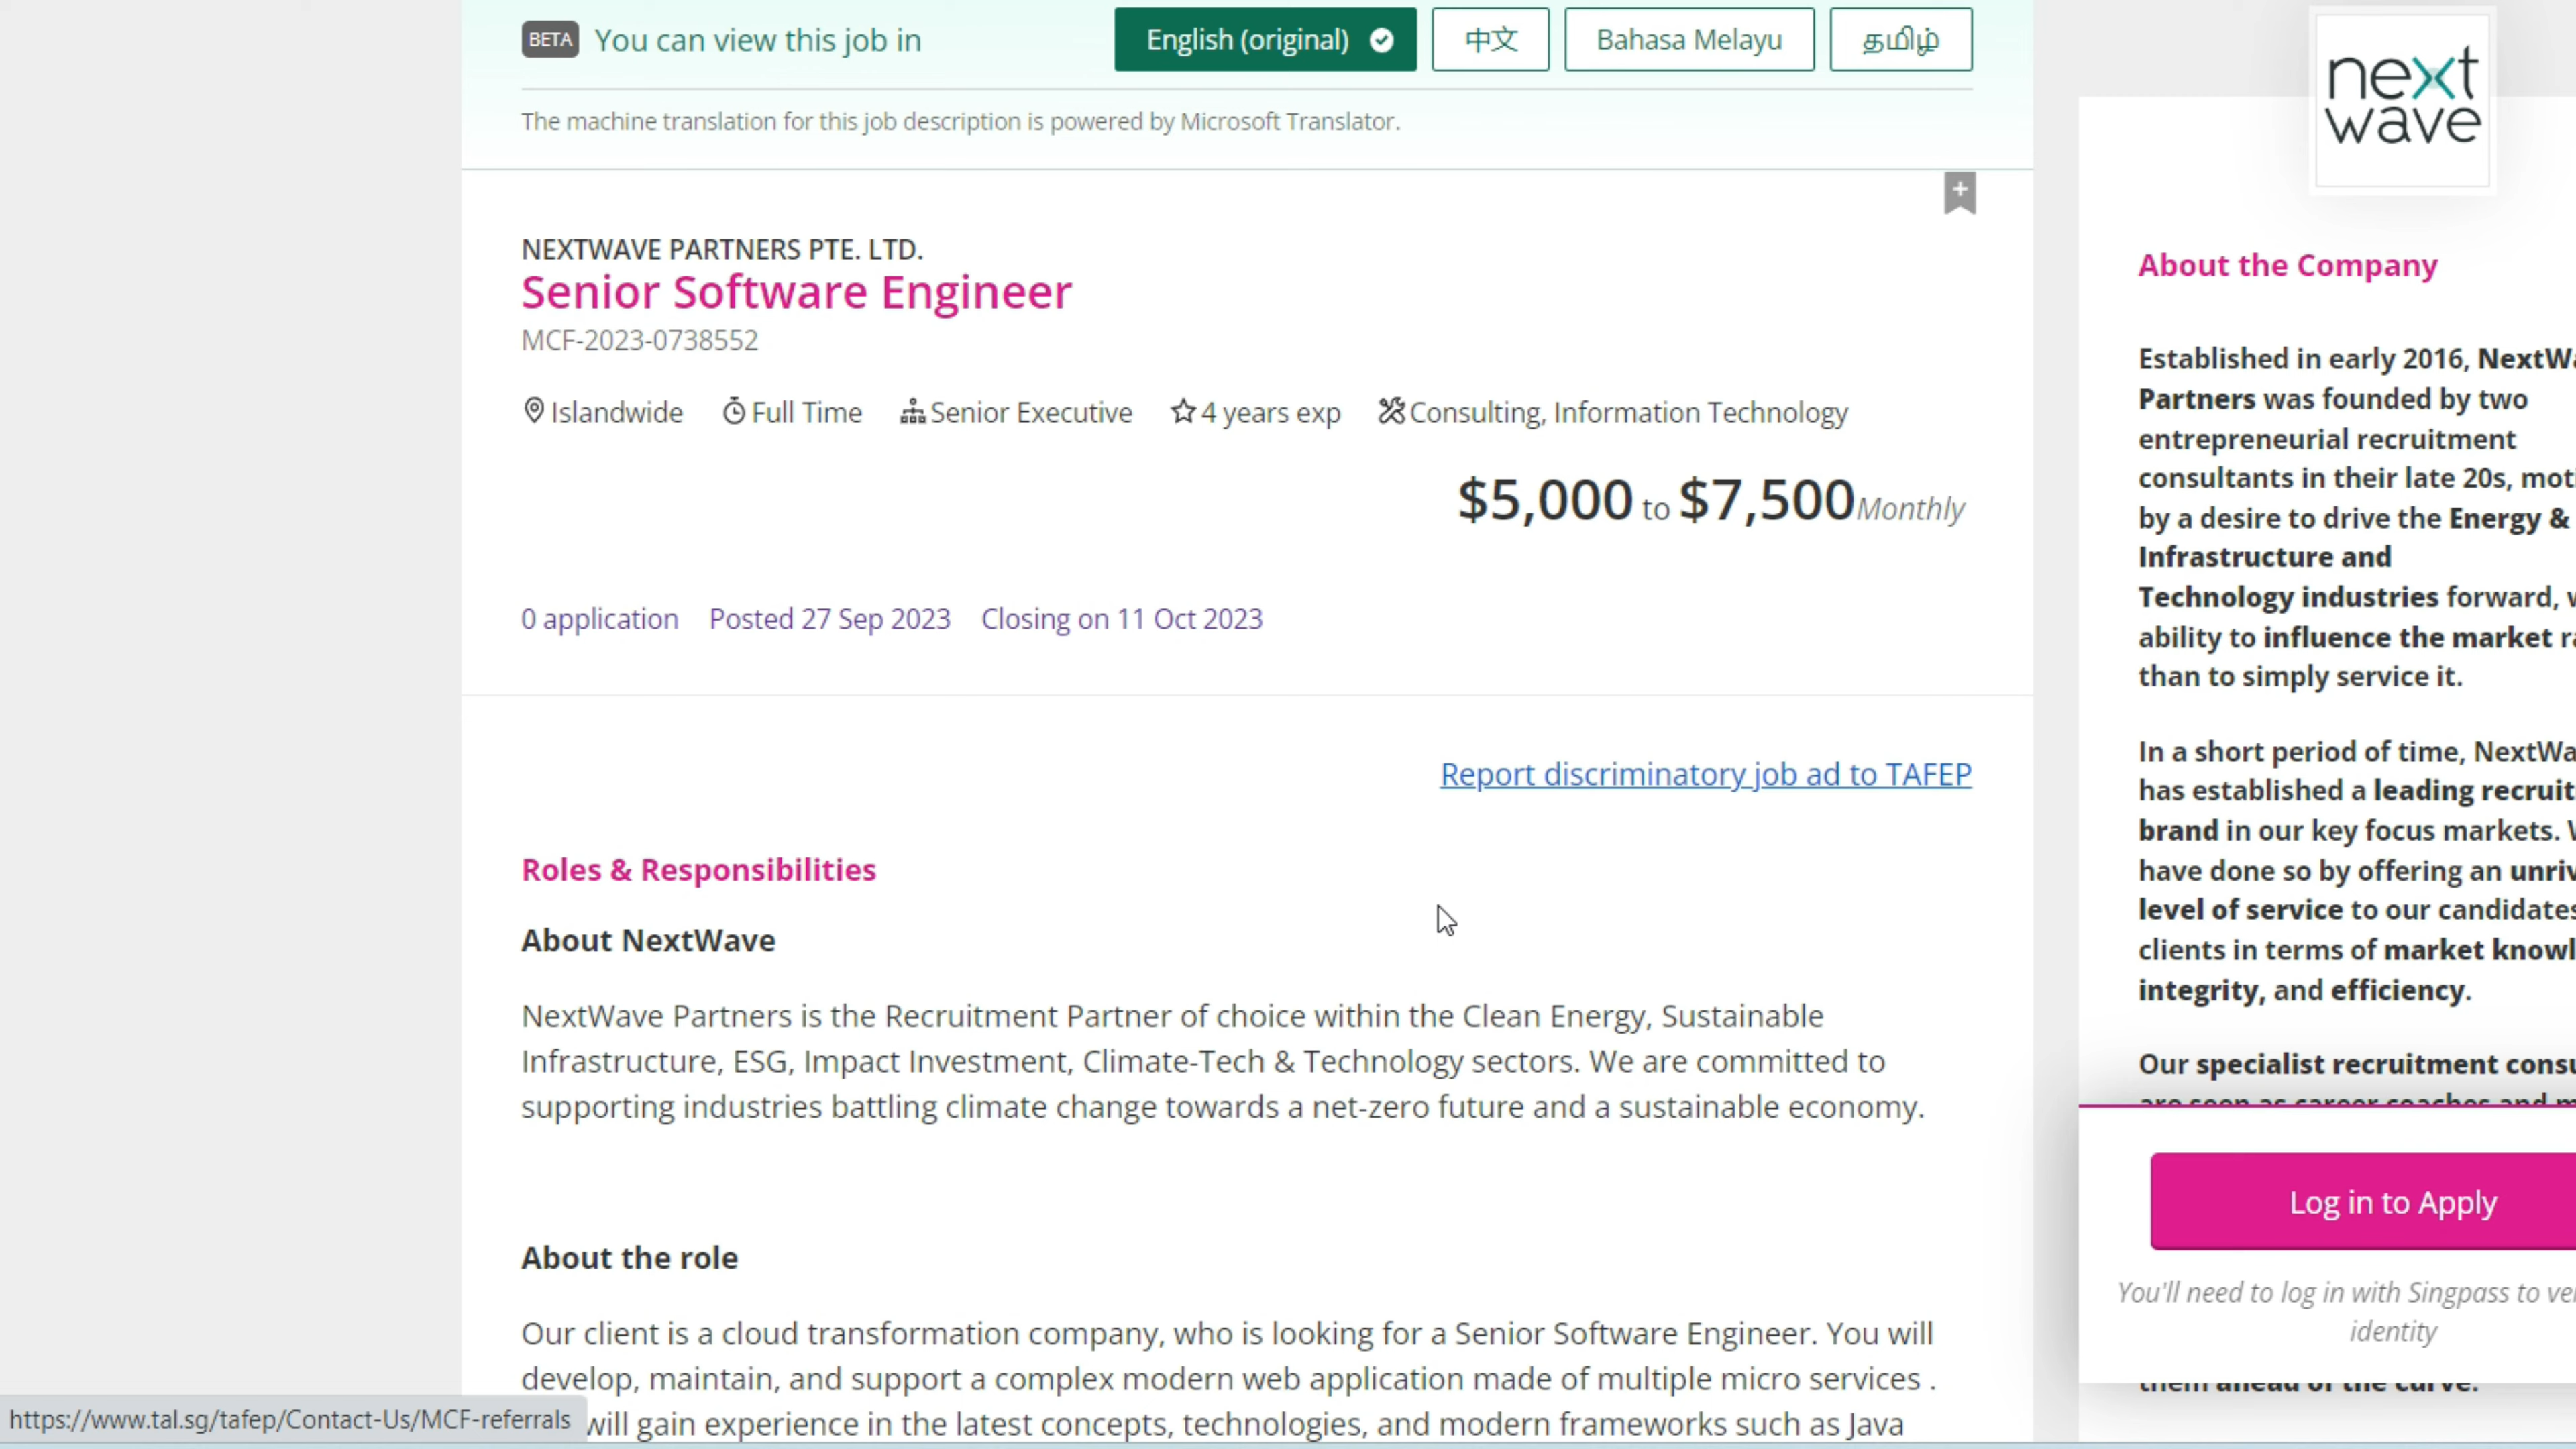 BETA You can view this job in English (original) 中文 Bahasa Melayu தமிழ்
The machine translation for this job description is powered by Microsoft Translator.
NEXTWAVE PARTNERS PTE. LTD.
Senior Software Engineer
MCF-2023-0738552
Islandwide Full Time Senior Executive 4 years exp Consulting, Information Technology
$5,000 to $7,500 Monthly
0 application Posted 27 Sep 2023 Closing on 11 Oct 2023
Report discriminatory job ad to TAFEP
Roles & Responsibilities
About NextWave
NextWave Partners is the Recruitment Partner of choice within the Clean Energy, Sustainable
Infrastructure, ESG, Impact Investment, Climate-Tech & Technology sectors. We are committed to
supporting industries battling climate change towards a net-zero future and a sustainable economy.
About the role
Our client is a cloud transformation company, who is looking for a Senior Software Engineer. You will
develop, maintain, and support a complex modern web application made of multiple micro services .
will gain experience in the latest concepts, technologies, and modern frameworks such as Java
https://www.tal.sg/tafep/Contact-Us/MCF-referrals
next
wave
About the Company
Established in early 2016,
Partners was founded by two
entrepreneurial recruitment
consultants in their late 20s,
by a desire to drive the Energy &
Infrastructure and
Technology industries forward,
ability to influence the market
than to simply service it.
In a short period of time,
has established a leading
brand in our key focus markets.
have done so by offering an
level of service to our
clients in terms of market
integrity, and efficiency.
Our specialist recruitment
are seen as career coaches and
Log in to Apply
You'll need to log in with Singpass to
identity
them ahead of the curve.